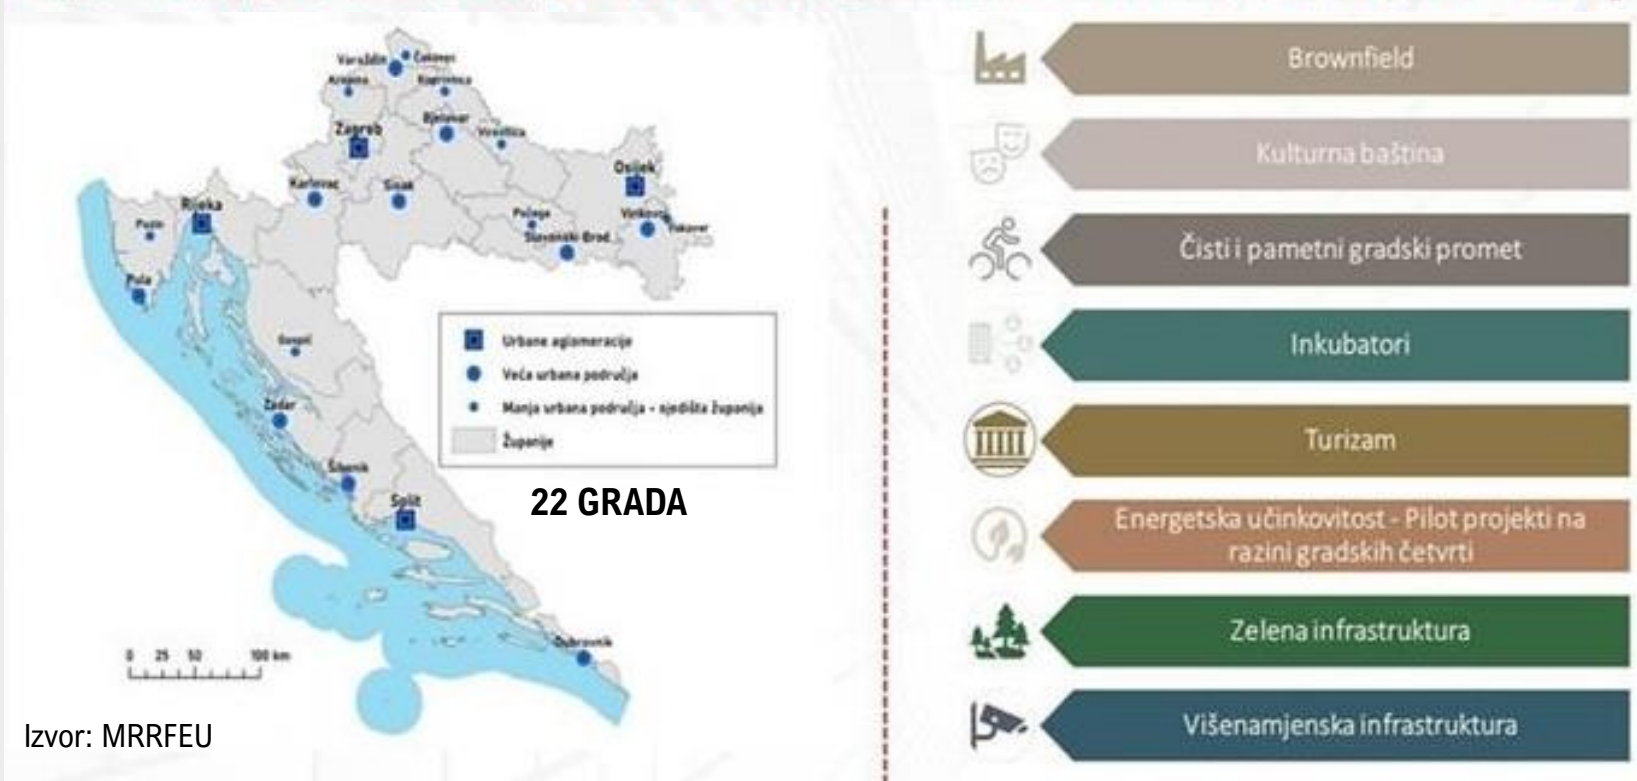 Varaždin
Čakovec
Krapina
Koprivnica
Zagreb
Bjelovar
Virovitica
Osijek
Karlovac
Sisak
Rijeka
Pazin
Požega
Vinkovci
Vukovar
Slavonski Brod
Pula
Gospić
Zadar
Šibenik
Split
Dubrovnik
Urbane aglomeracije
Veća urbana područja
Manja urbana područja - sjedišta županija
Županije
22 GRADA
0 25 50 100 km
Izvor: MRRFEU
Brownfield
Kulturna baština
Čisti i pametni gradski promet
Inkubatori
Turizam
Energetska učinkovitost - Pilot projekti na
razini gradskih četvrti
Zelena infrastruktura
Višenamjenska infrastruktura